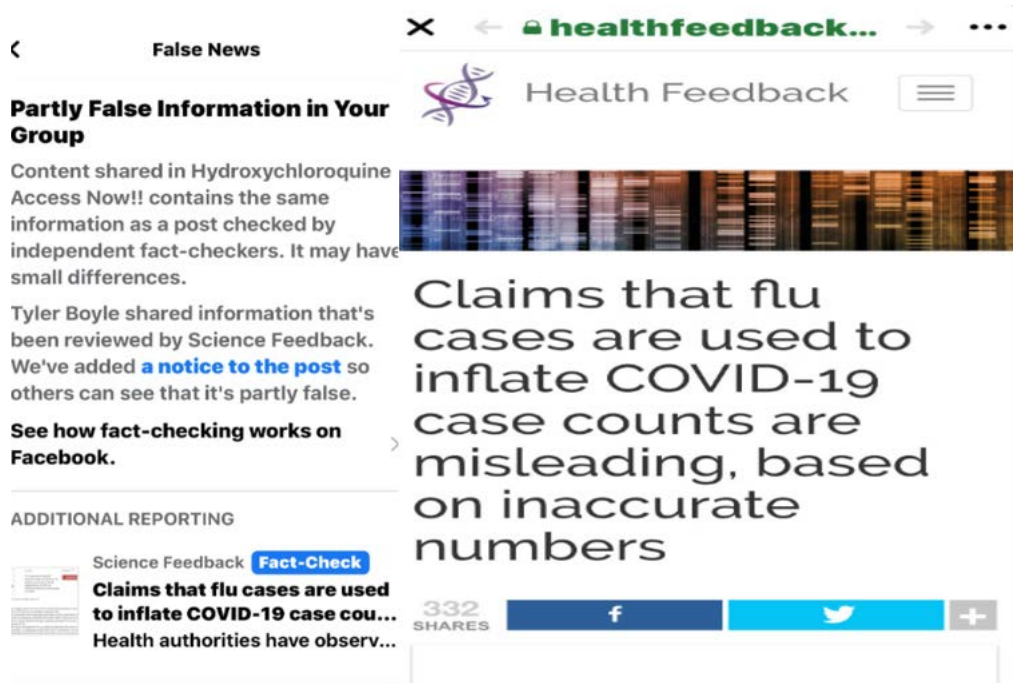 False News
Partly False Information in Your
Group
Content shared in Hydroxychloroquine
Access Now!! contains the same
information as a post checked by
independent fact-checkers. It may have
small differences.
Tyler Boyle shared information that's
been reviewed by Science Feedback.
We've added a notice to the post so
others can see that it's partly false.
See how fact-checking works on
Facebook.
ADDITIONAL REPORTING
Science Feedback Fact-Check
Claims that flu cases are used
to inflate COVID-19 case cou...
Health authorities have observ...
healthfeedback...
Health Feedback
Claims that flu
cases are used to
inflate COVID-19
case counts are
misleading, based
on inaccurate
numbers
332
SHARES